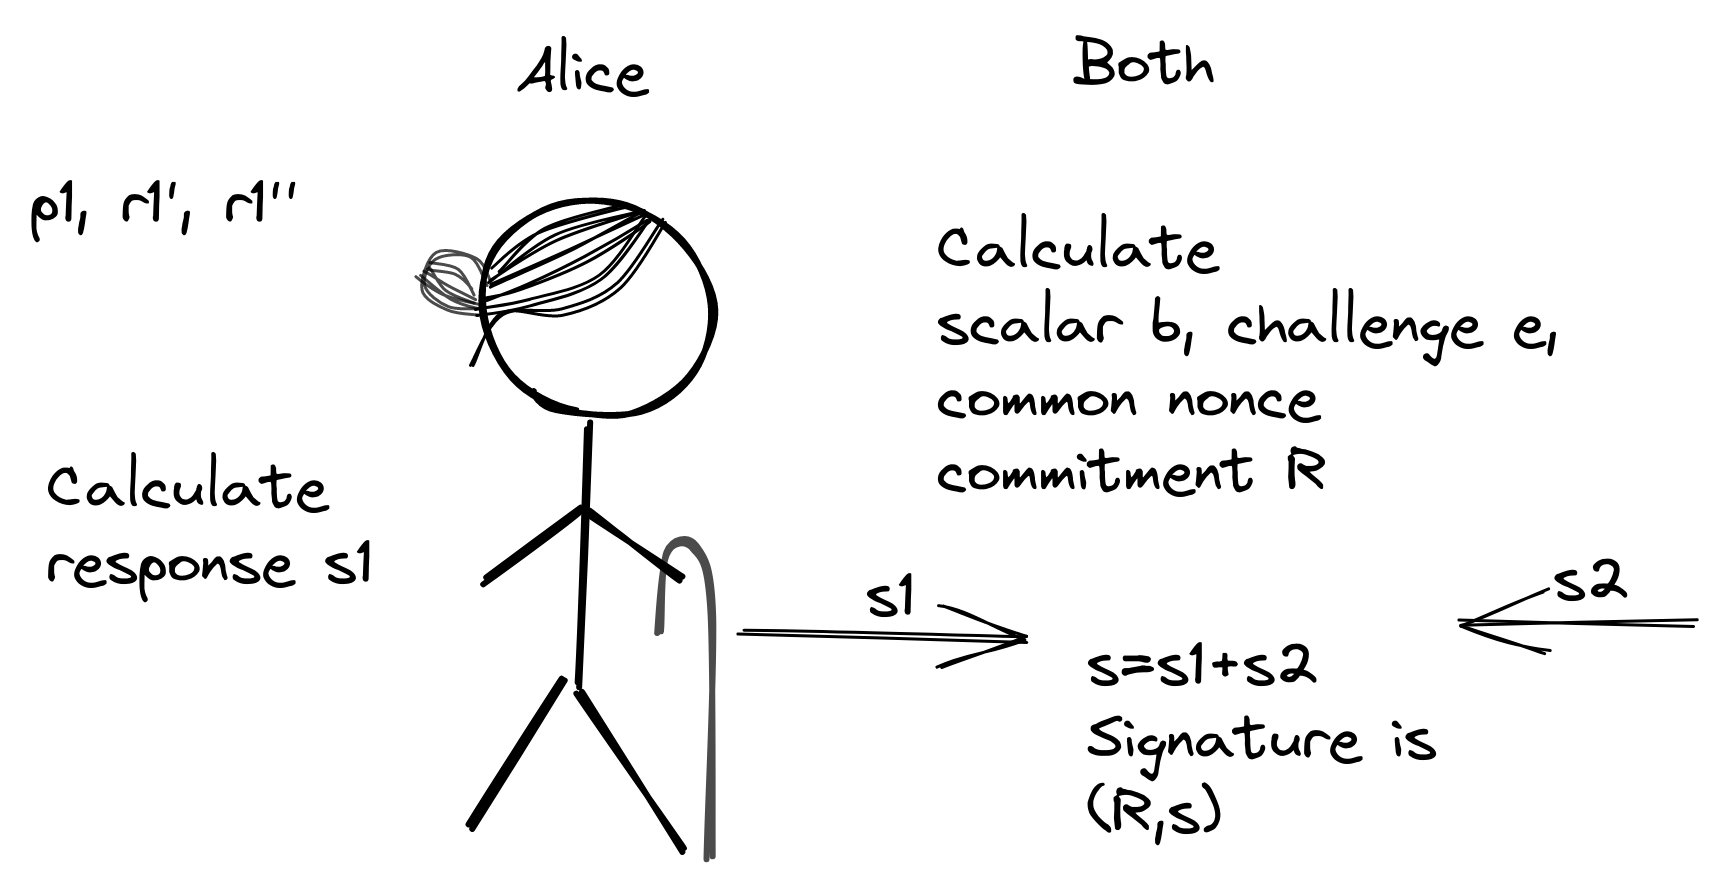 Alice
Both
p1, r1', r1''
Calculate
scalar b, challenge e,
common nonce
commitment R
Calculate
response s1
s1
s2
s=s1+s2
Signature is
(R,s)